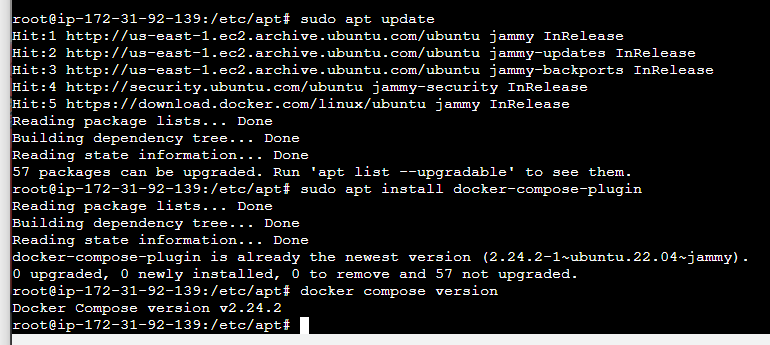 root@ip-172-31-92-139:/etc/apt# sudo apt update
Hit:1 http://us-east-1.ec2.archive.ubuntu.com/ubuntu jammy InRelease
Hit:2 http://us-east-1.ec2.archive.ubuntu.com/ubuntu jammy-updates InRelease
Hit:3 http://us-east-1.ec2.archive.ubuntu.com/ubuntu jammy-backports InRelease
Hit:4 http://security.ubuntu.com/ubuntu jammy-security InRelease
Hit:5 https://download.docker.com/linux/ubuntu jammy InRelease
Reading package lists... Done
Building dependency tree... Done
Reading state information... Done
57 packages can be upgraded. Run 'apt list --upgradable' to see them.
root@ip-172-31-92-139:/etc/apt# sudo apt install docker-compose-plugin
Reading package lists... Done
Building dependency tree... Done
Reading state information... Done
docker-compose-plugin is already the newest version (2.24.2-1~ubuntu.22.04~jammy).
0 upgraded, 0 newly installed, 0 to remove and 57 not upgraded.
root@ip-172-31-92-139:/etc/apt# docker compose version
Docker Compose version v2.24.2
root@ip-172-31-92-139:/etc/apt#